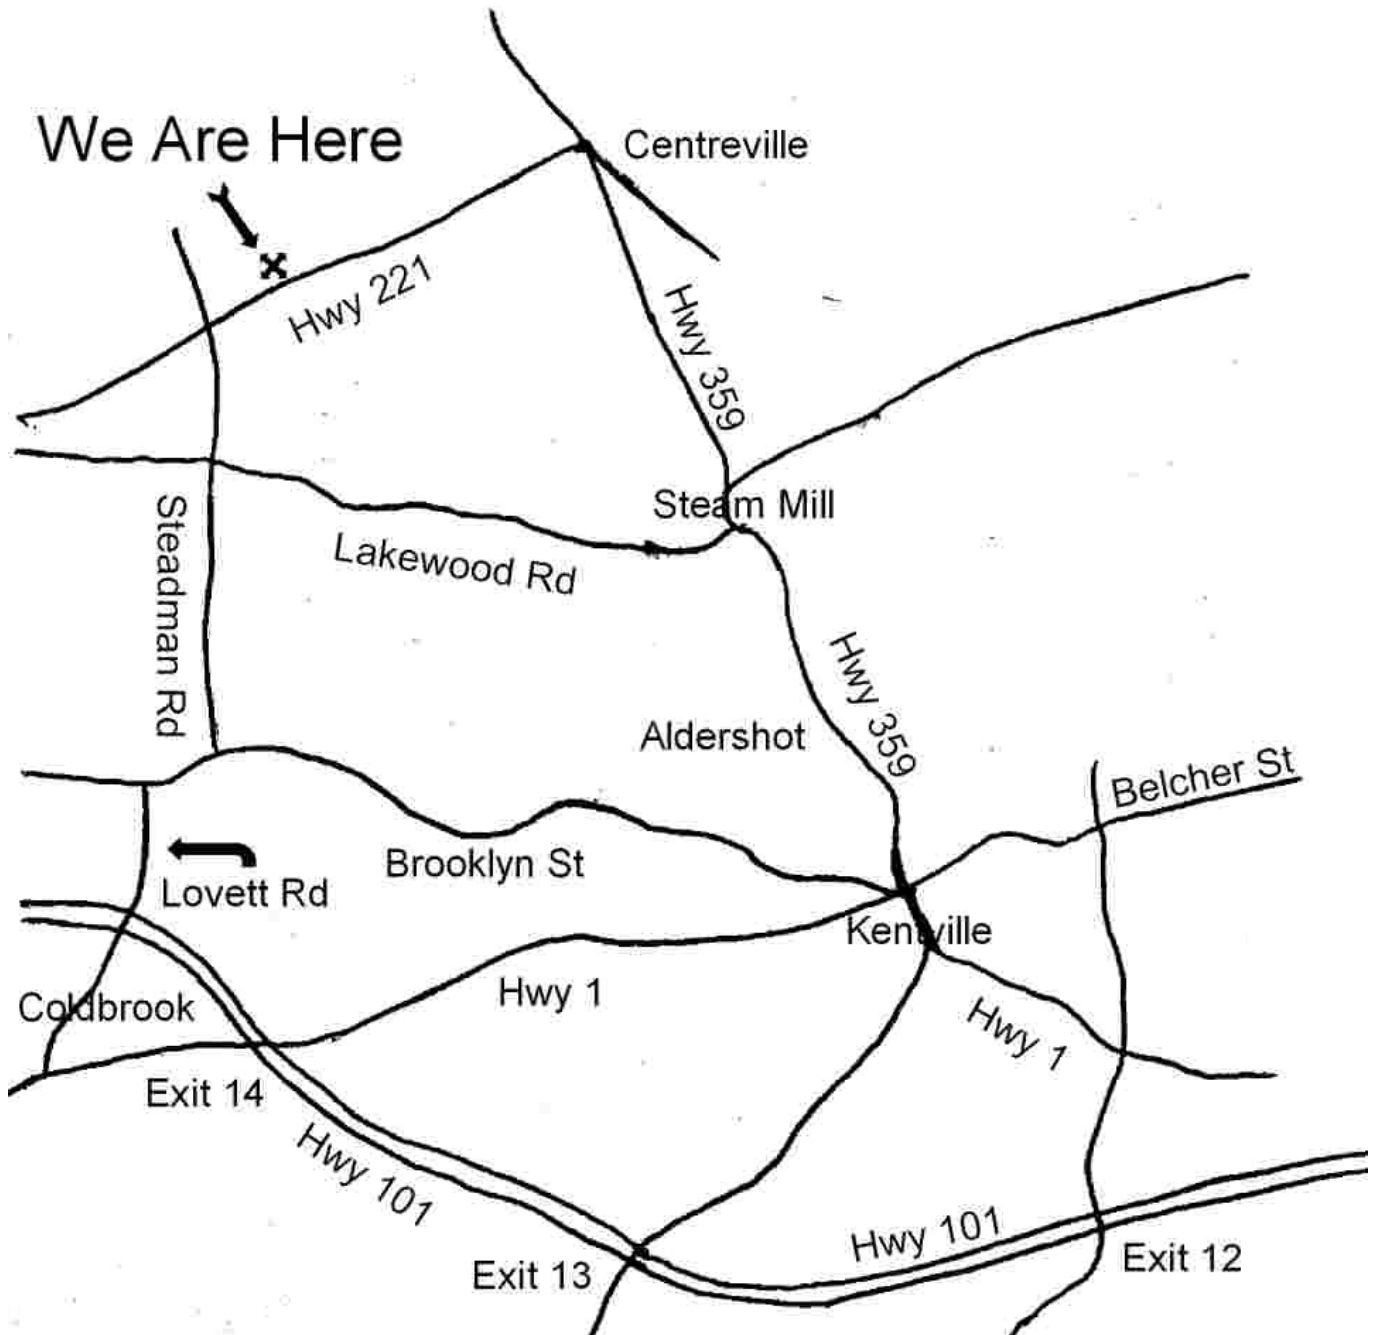 We Are Here
Centreville
Hwy 221
Hwy 359
Steam Mill
Steadman Rd
Lakewood Rd
Hwy 359
Aldershot
Belcher St
Brooklyn St
Lovett Rd
Kentville
Hwy 1
Coldbrook
Hwy 1
Exit 14
Hwy 101
Hwy 101
Exit 13
Exit 12